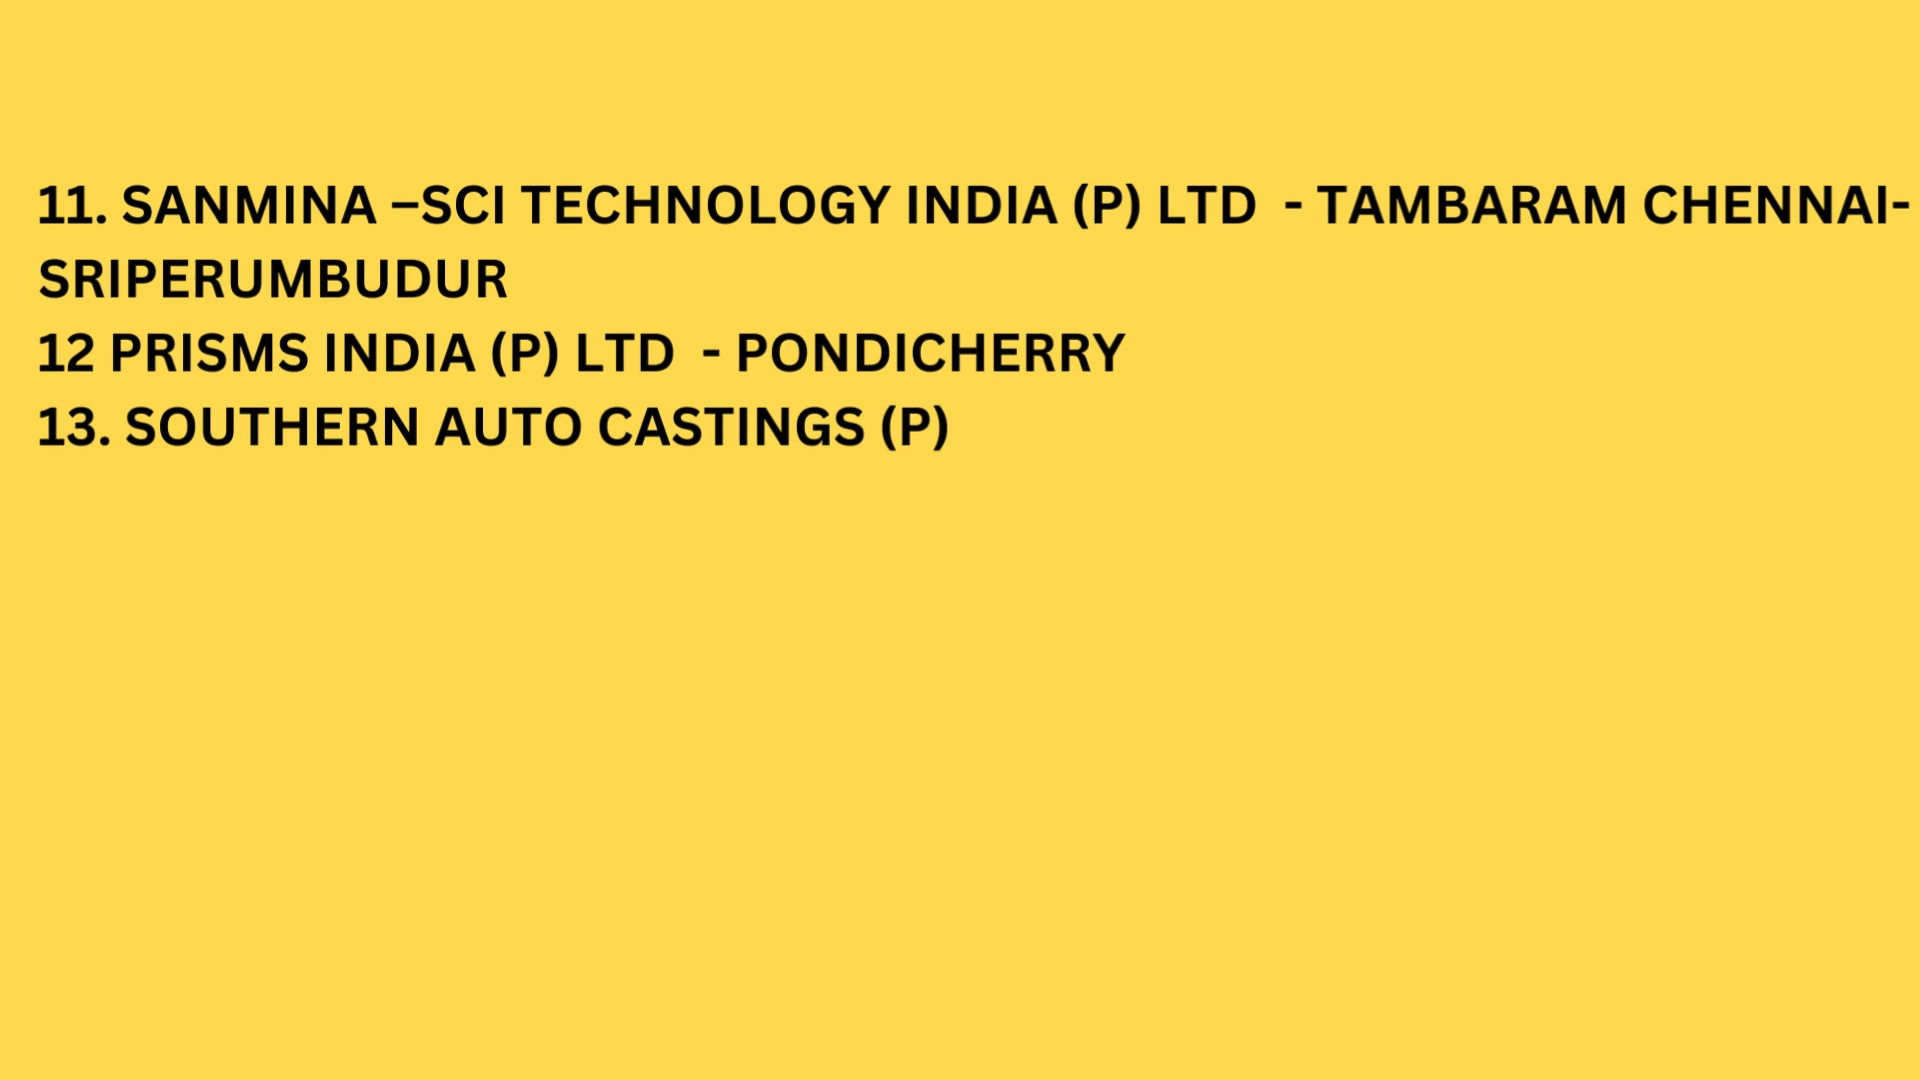 11. SANMINA –SCI TECHNOLOGY INDIA (P) LTD  - TAMBARAM CHENNAI-
SRIPERUMBUDUR
12 PRISMS INDIA (P) LTD  - PONDICHERRY
13. SOUTHERN AUTO CASTINGS (P)